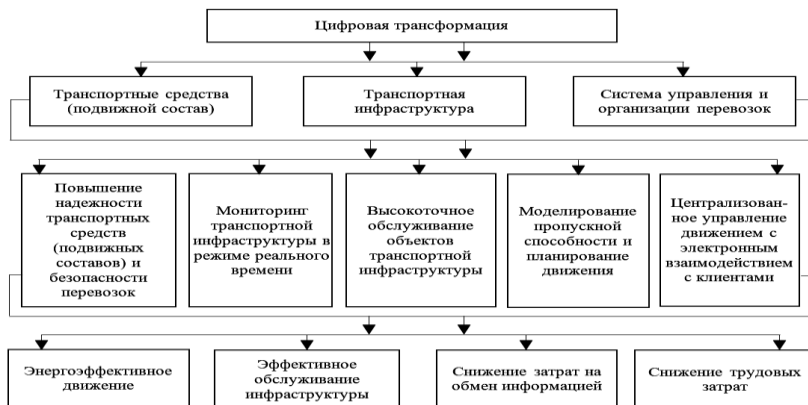 Цифровая трансформация
Транспортные средства
(подвижной состав)
Транспортная
инфраструктура
Система управления и
организации перевозок
Повышение
надежности
транспортных
средств
(подвижных
составов) и
безопасности
перевозок
Мониторинг
транспортной
инфраструктуры в
режиме реального
времени
Высокоточное
обслуживание
объектов
транспортной
инфраструктуры
Моделирование
пропускной
способности и
планирование
движения
Централизован-
ное управление
движением с
электронным
взаимодействием
с клиентами
Энергоэффективное
движение
Эффективное
обслуживание
инфраструктуры
Снижение затрат на
обмен информацией
Снижение трудовых
затрат